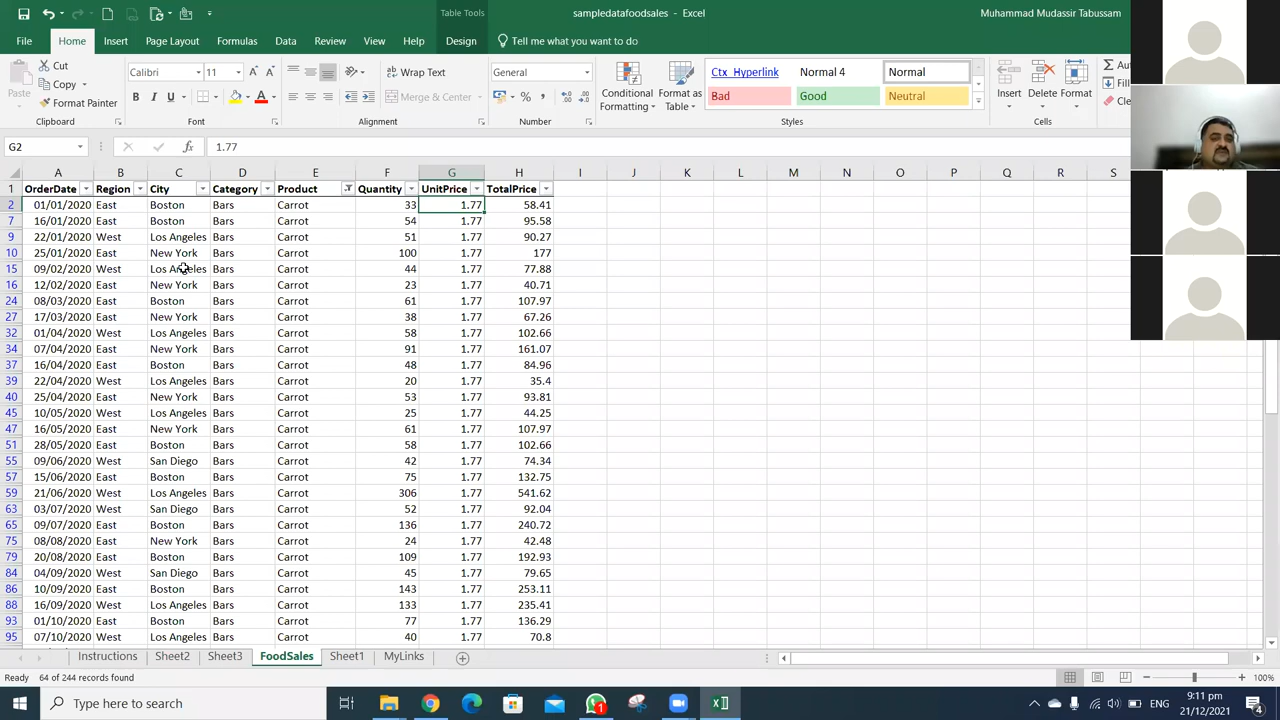 Table Tools
sampledatafoodsales - Excel
Muhammad Mudassir Tabussam
File Home Insert Page Layout Formulas Data Review View Help Design Tell me what you want to do
Cut
Copy
Format Painter
Paste
Clipboard
Calibri 11
B I U
Font
Wrap Text
Merge & Center
Alignment
General
Number
Conditional Formatting
Format as Table
Ctx_Hyperlink Normal 4 Normal
Bad Good Neutral
Styles
Insert Delete Format
Cells
G2 fx 1.77
A B C D E F G H I J K L M N O P Q R S
1 OrderDate Region City Category Product Quantity UnitPrice TotalPrice
2 01/01/2020 East Boston Bars Carrot 33 1.77 58.41
7 16/01/2020 East Boston Bars Carrot 54 1.77 95.58
9 22/01/2020 West Los Angeles Bars Carrot 51 1.77 90.27
10 25/01/2020 East New York Bars Carrot 100 1.77 177
15 09/02/2020 West Los Angeles Bars Carrot 44 1.77 77.88
16 12/02/2020 East New York Bars Carrot 23 1.77 40.71
24 08/03/2020 East Boston Bars Carrot 61 1.77 107.97
27 17/03/2020 East New York Bars Carrot 38 1.77 67.26
32 01/04/2020 West Los Angeles Bars Carrot 58 1.77 102.66
34 07/04/2020 East New York Bars Carrot 91 1.77 161.07
37 16/04/2020 East Boston Bars Carrot 48 1.77 84.96
39 22/04/2020 West Los Angeles Bars Carrot 20 1.77 35.4
40 25/04/2020 East New York Bars Carrot 53 1.77 93.81
45 10/05/2020 West Los Angeles Bars Carrot 25 1.77 44.25
47 16/05/2020 East New York Bars Carrot 61 1.77 107.97
51 28/05/2020 East Boston Bars Carrot 58 1.77 102.66
55 09/06/2020 West San Diego Bars Carrot 42 1.77 74.34
57 15/06/2020 East Boston Bars Carrot 75 1.77 132.75
59 21/06/2020 West Los Angeles Bars Carrot 306 1.77 541.62
63 03/07/2020 West San Diego Bars Carrot 52 1.77 92.04
65 09/07/2020 East Boston Bars Carrot 136 1.77 240.72
75 08/08/2020 East New York Bars Carrot 24 1.77 42.48
79 20/08/2020 East Boston Bars Carrot 109 1.77 192.93
84 04/09/2020 West San Diego Bars Carrot 45 1.77 79.65
86 10/09/2020 East Boston Bars Carrot 143 1.77 253.11
88 16/09/2020 West Los Angeles Bars Carrot 133 1.77 235.41
93 01/10/2020 East Boston Bars Carrot 77 1.77 136.29
95 07/10/2020 West Los Angeles Bars Carrot 40 1.77 70.8
Instructions Sheet2 Sheet3 FoodSales Sheet1 MyLinks
Ready 64 of 244 records found 100%
Type here to search
1
9:11 pm
21/12/2021
4